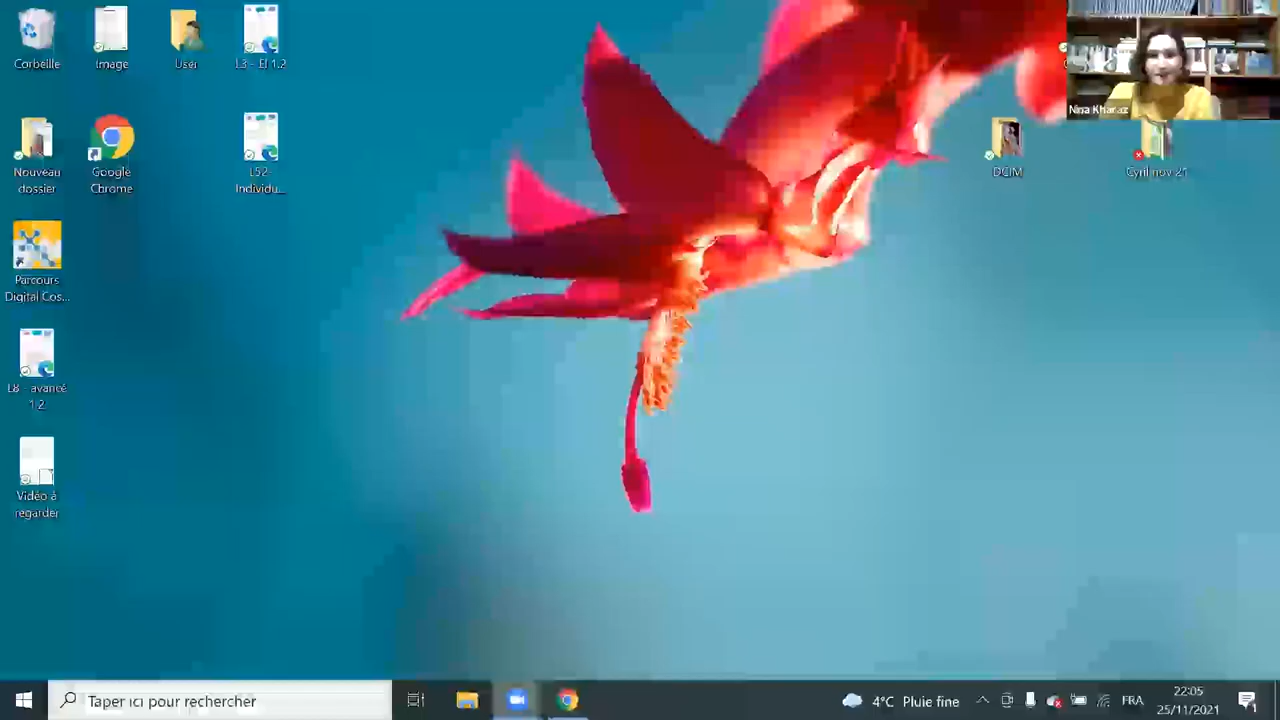 Corbeille
Image
User
L3 - EI 1.2
Nouveau
dossier
Google
Chrome
L52-
Individu...
Parcours
Digital Cos...
L8 - avancé
1.2
Vidéo à
regarder
Nina
DCIM
Cyril nov 21
Taper ici pour rechercher
4°C Pluie fine
FRA
22:05
25/11/2021
1